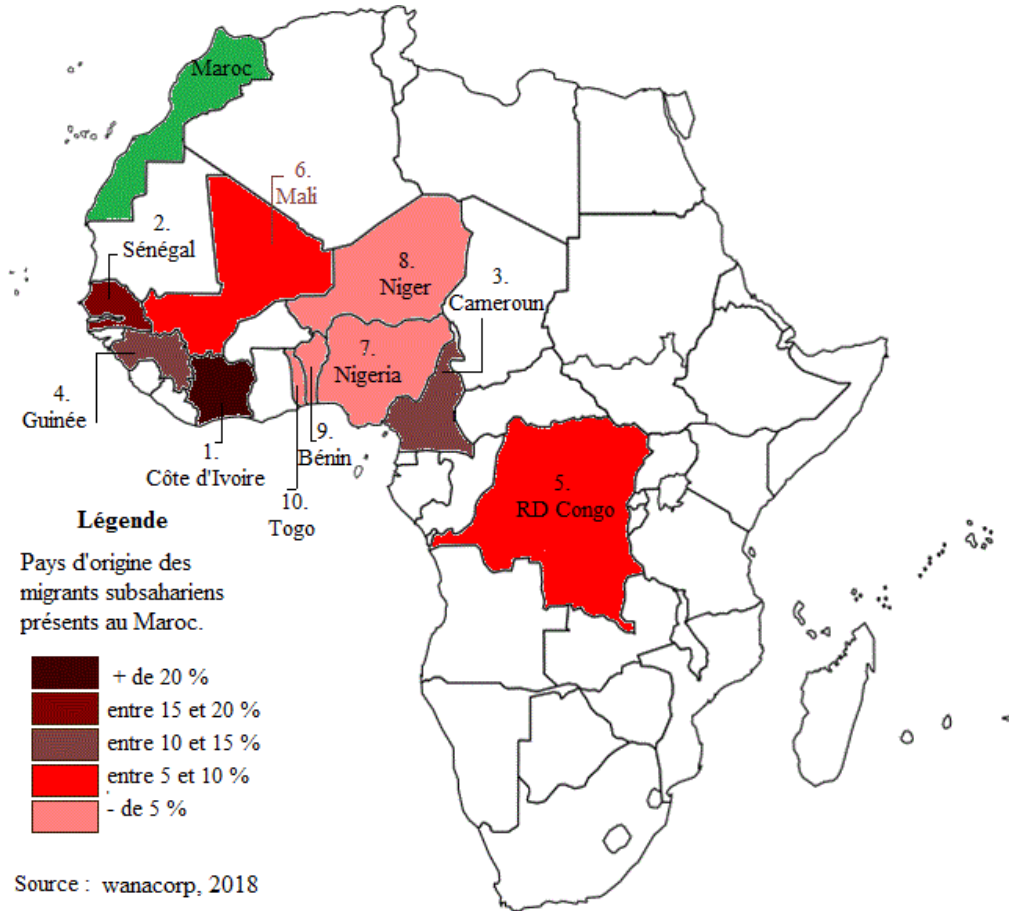 Maroc
6.
Mali
2.
Sénégal
8.
Niger
3.
Cameroun
7.
Nigeria
4.
Guinée
9.
Bénin
1.
Côte d'Ivoire
10.
Togo
5.
RD Congo
Légende
Pays d'origine des
migrants subsahariens
présents au Maroc.
+ de 20 %
entre 15 et 20 %
entre 10 et 15 %
entre 5 et 10 %
- de 5 %
Source : wanacorp, 2018